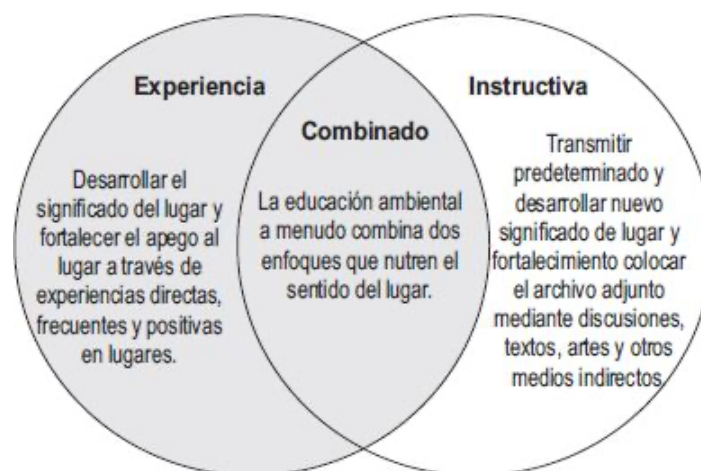 Experiencia
Desarrollar el
significado del lugar y
fortalecer el apego al
lugar a través de
experiencias directas,
frecuentes y positivas
en lugares.
Combinado
La educación ambiental
a menudo combina dos
enfoques que nutren el
sentido del lugar.
Instructiva
Transmitir
predeterminado y
desarrollar nuevo
significado de lugar y
fortalecimiento colocar
el archivo adjunto
mediante discusiones,
textos, artes y otros
medios indirectos